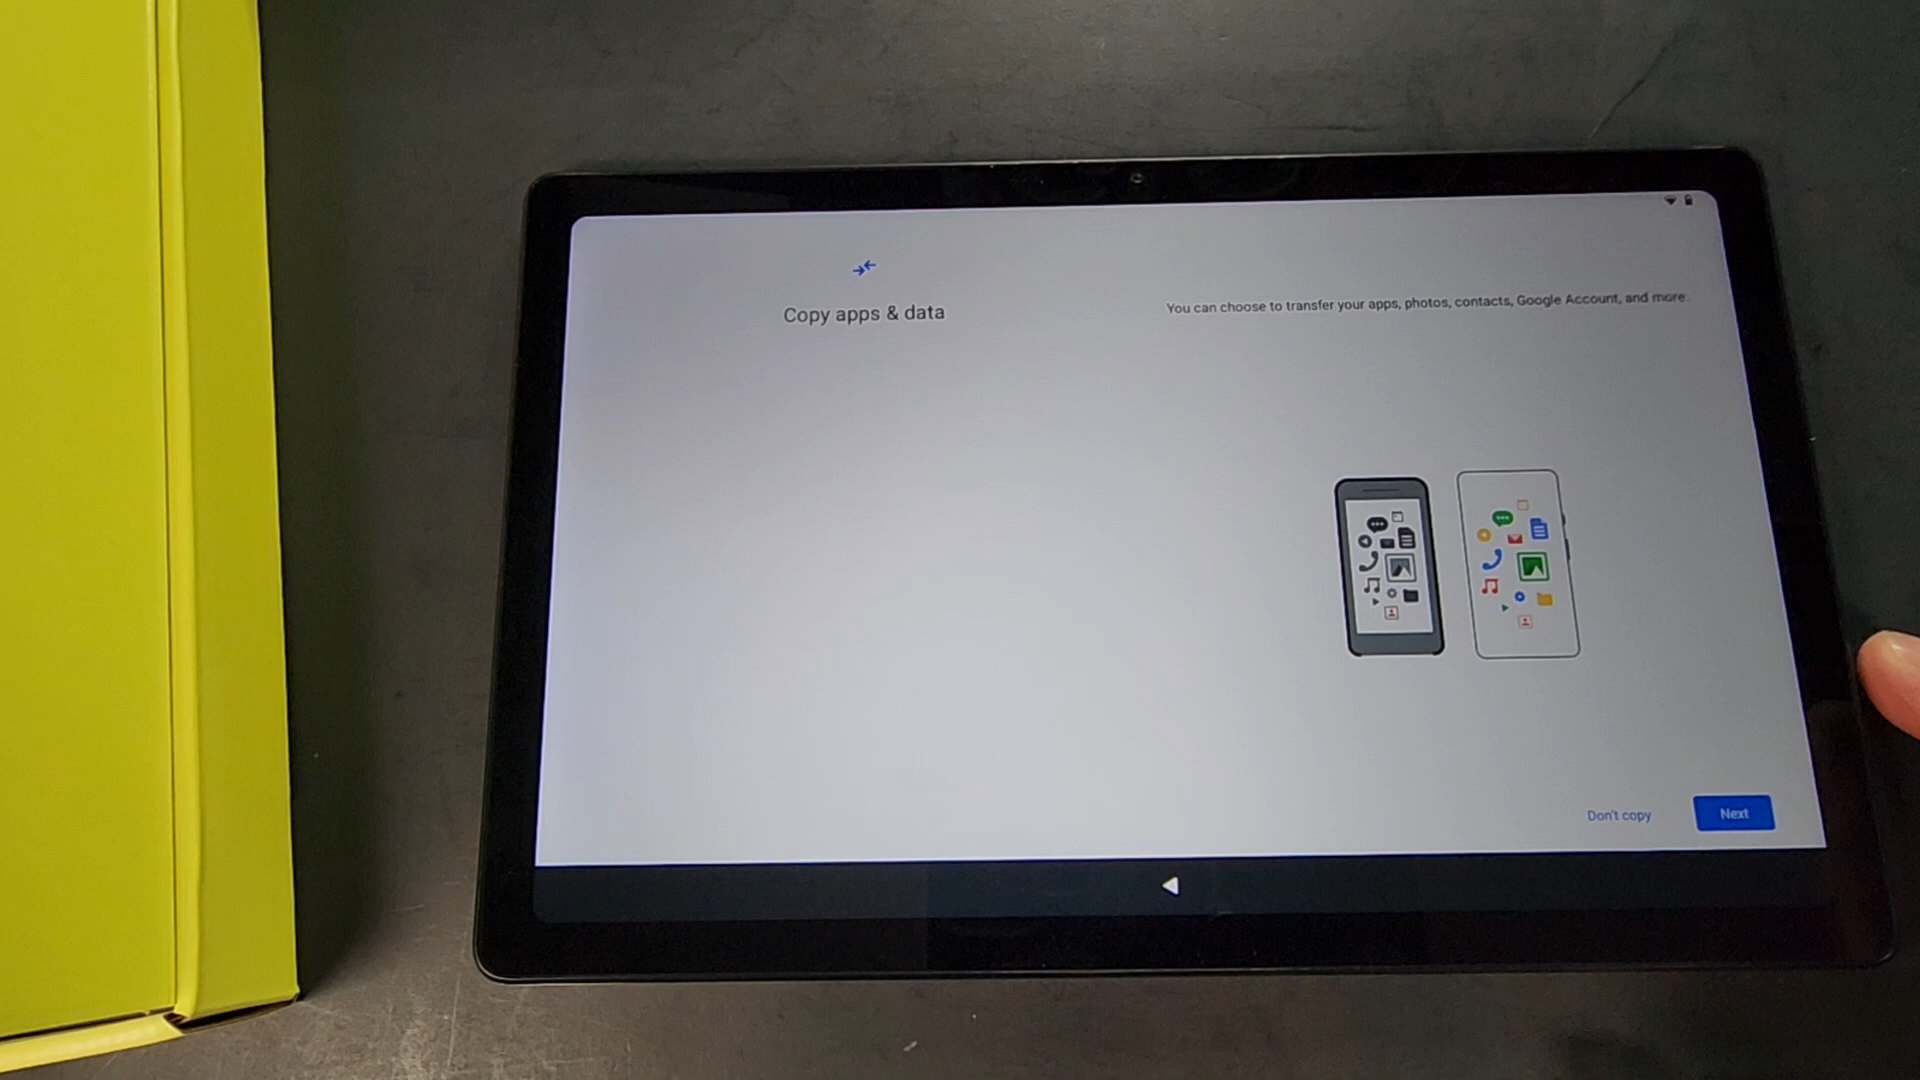 Copy apps & data
You can choose to transfer your apps, photos, contacts, Google Account, and more.
Don't copy
Next